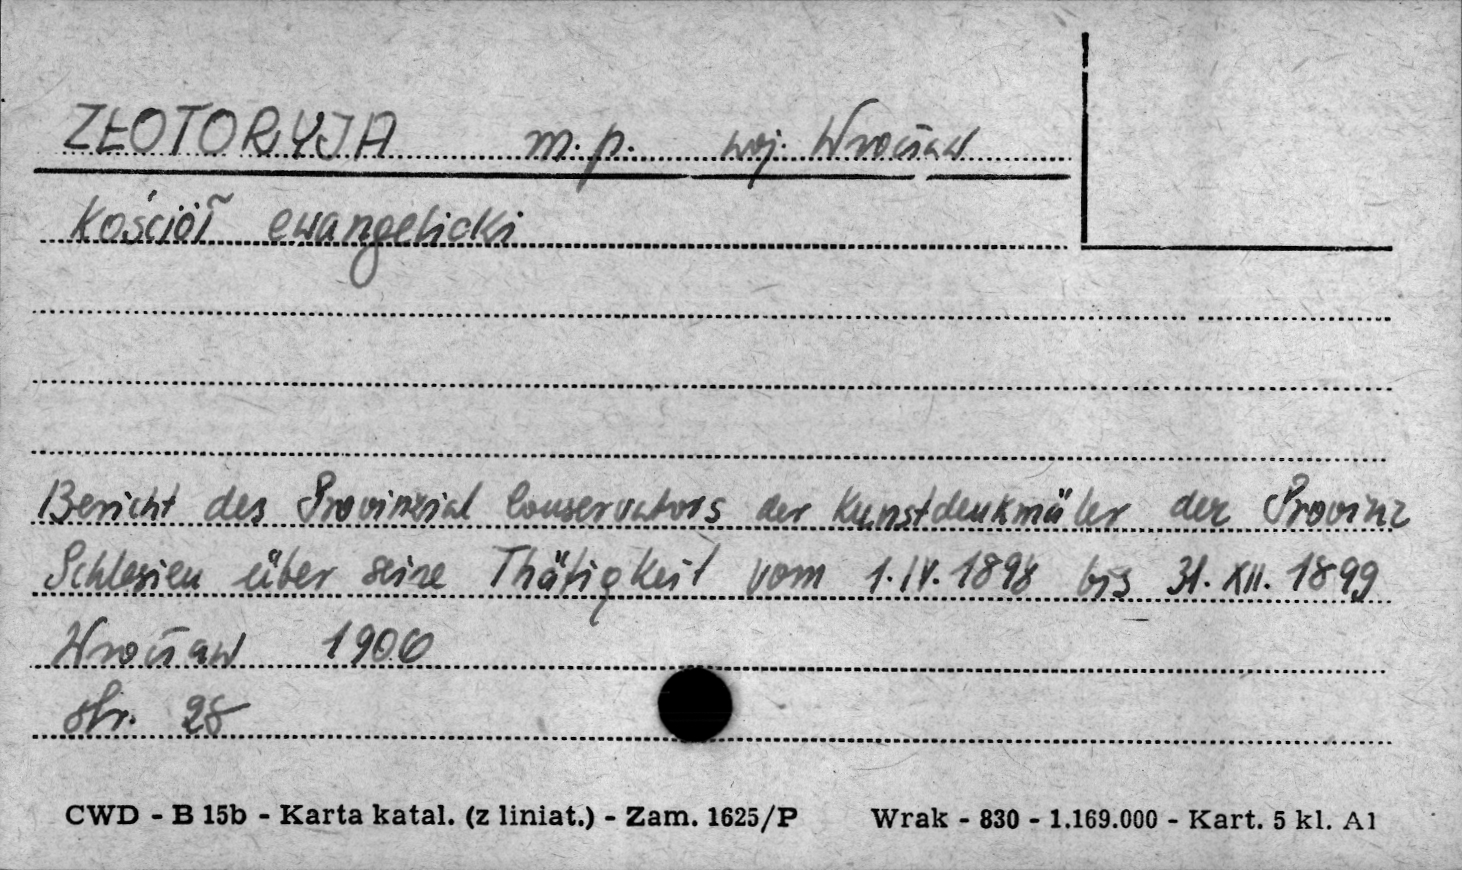 ZŁOTORYJA m.p. woj. Wrocław
Kościół ewangelicki
Bericht des Provinzial Conservators der Kunstdenkmäler der Provinz
Schlesien über seine Thätigkeit vom 1.IV.1898 bis 31.XII.1899
Wrocław 1900
str. 28
CWD - B 15b - Karta katal. (z liniat.) - Zam. 1625/P Wrak - 830 - 1.169.000 - Kart. 5 kl. A1